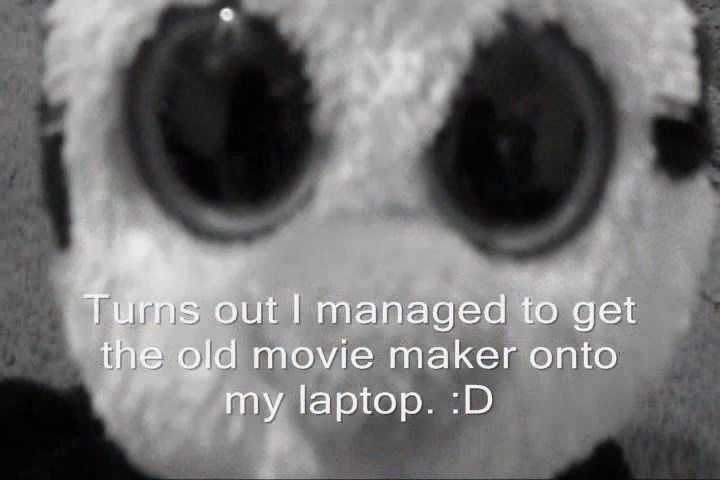 Turns out I managed to get
the old movie maker onto
my laptop. :D